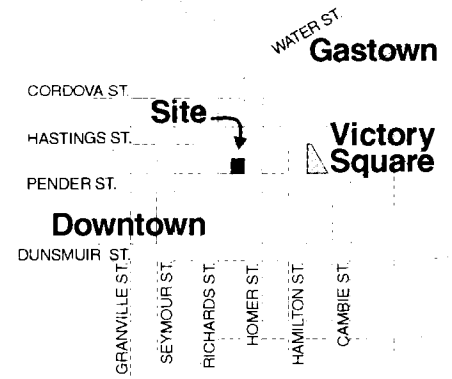 WATER ST.
Gastown
CORDOVA ST.
Site
HASTINGS ST.
Victory
Square
PENDER ST.
Downtown
DUNSMUIR ST.
GRANVILLE ST.
SEYMOUR ST.
RICHARDS ST.
HOMER ST.
HAMILTON ST.
CAMBIE ST.